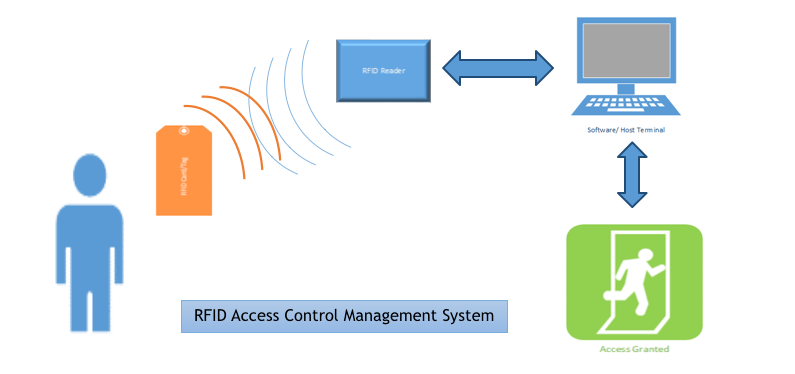 RFID Reader
Software/ Host Terminal
RFID Card/Tag
RFID Access Control Management System
Access Granted